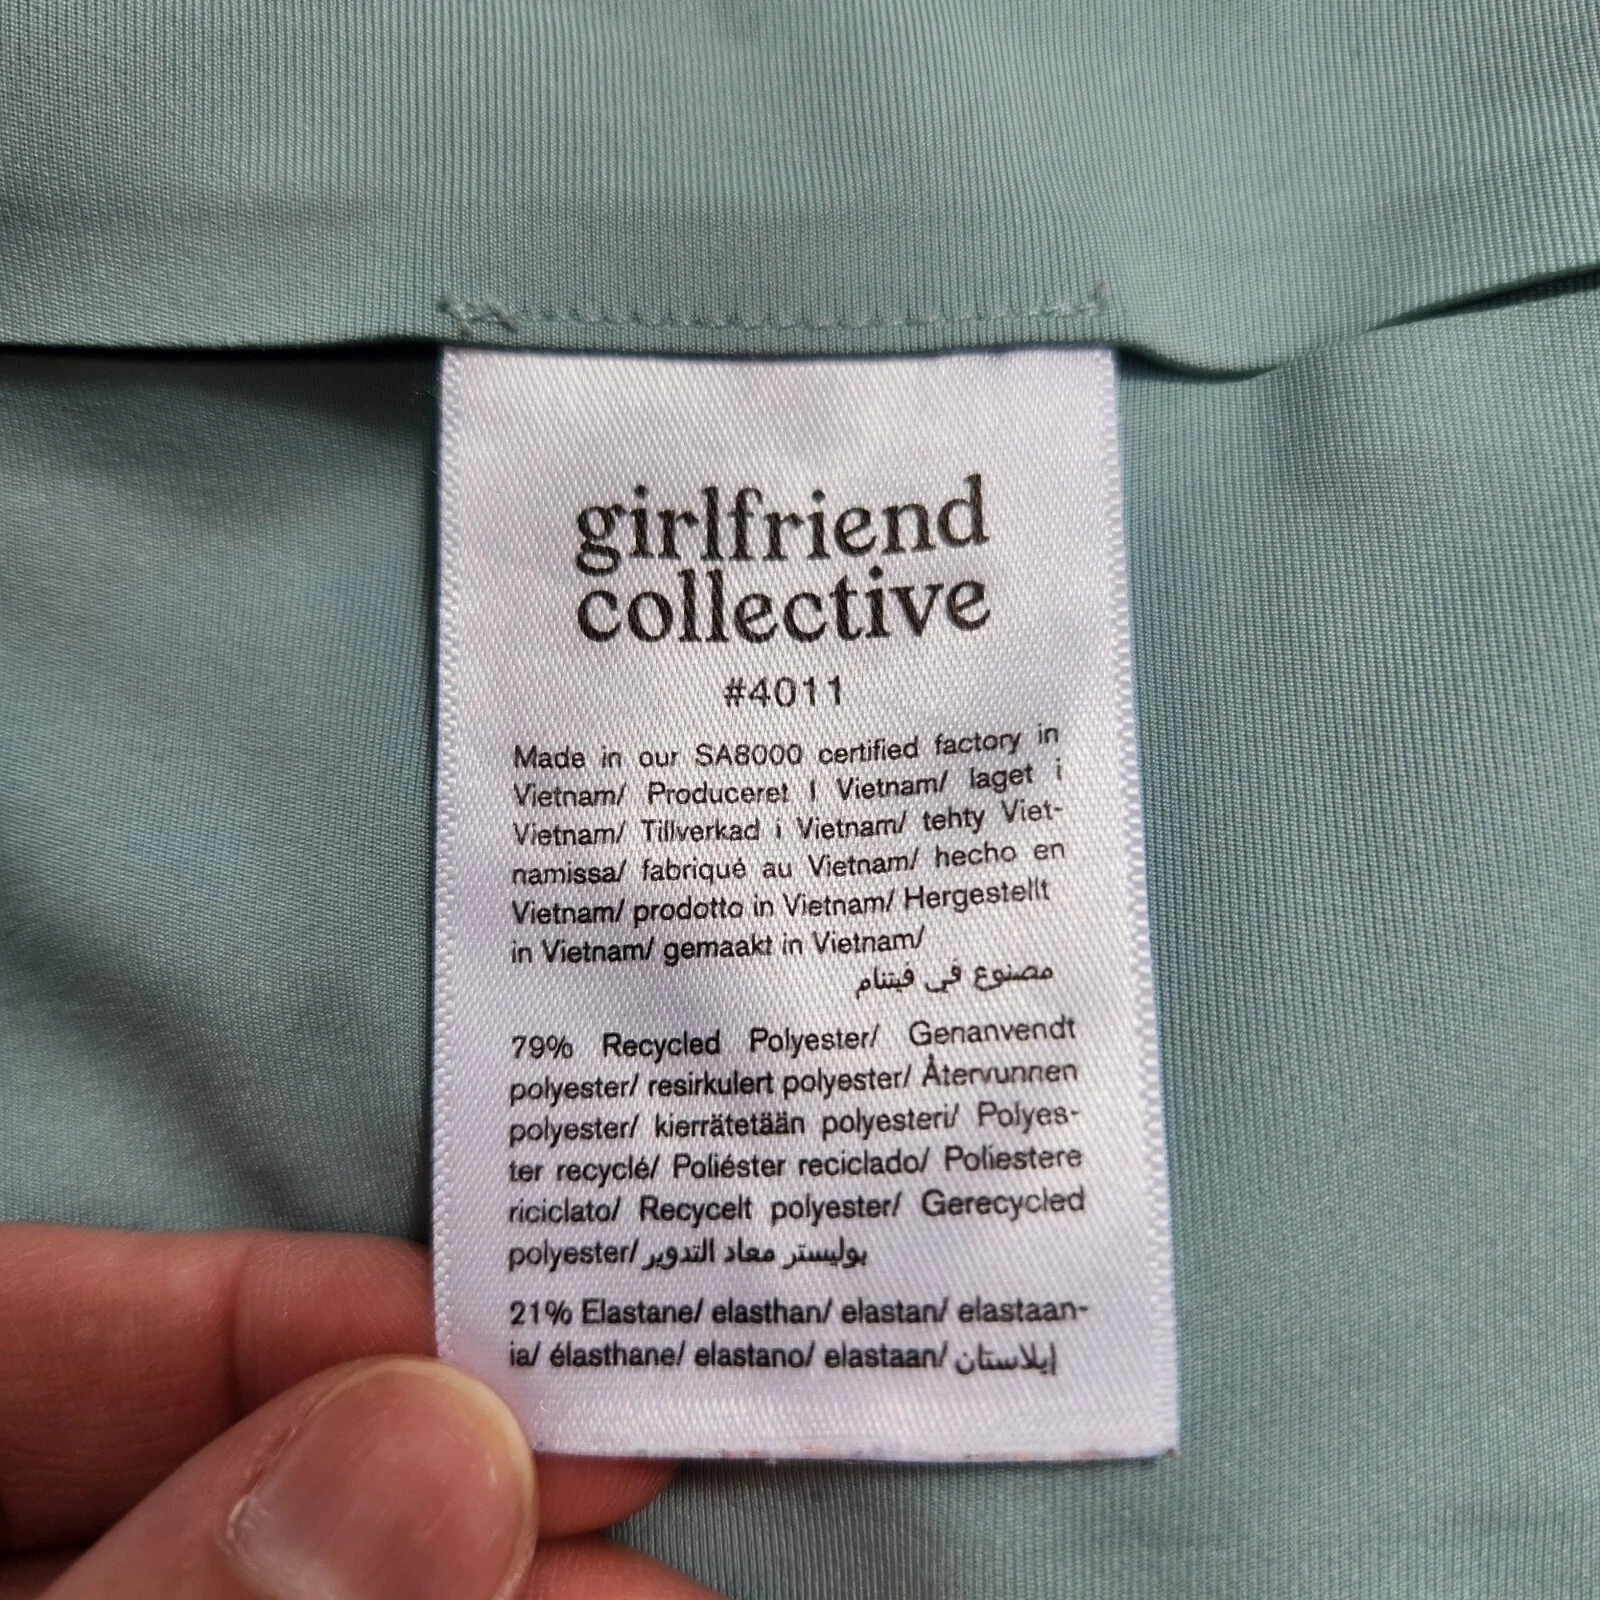 girlfriend
collective
#4011
Made in our SA8000 certified factory in
Vietnam/ Produceret I Vietnam/ laget i
Vietnam/ Tillverkad i Vietnam/ tehty Viet-
namissa/ fabriqué au Vietnam/ hecho en
Vietnam/ prodotto in Vietnam/ Hergestellt
in Vietnam/ gemaakt in Vietnam/
مصنوع في فيتنام
79% Recycled Polyester/ Genanvendt
polyester/ resirkulert polyester/ Återvunnen
polyester/ kierrätetään polyesteri/ Polyes-
ter recyclé/ Poliéster reciclado/ Poliestere
riciclato/ Recycelt polyester/ Gerecycled
polyester/ بوليستر معاد التدوير
21% Elastane/ elasthan/ elastan/ elastaan-
ia/ élasthane/ elastano/ elastaan/ إيلاستان